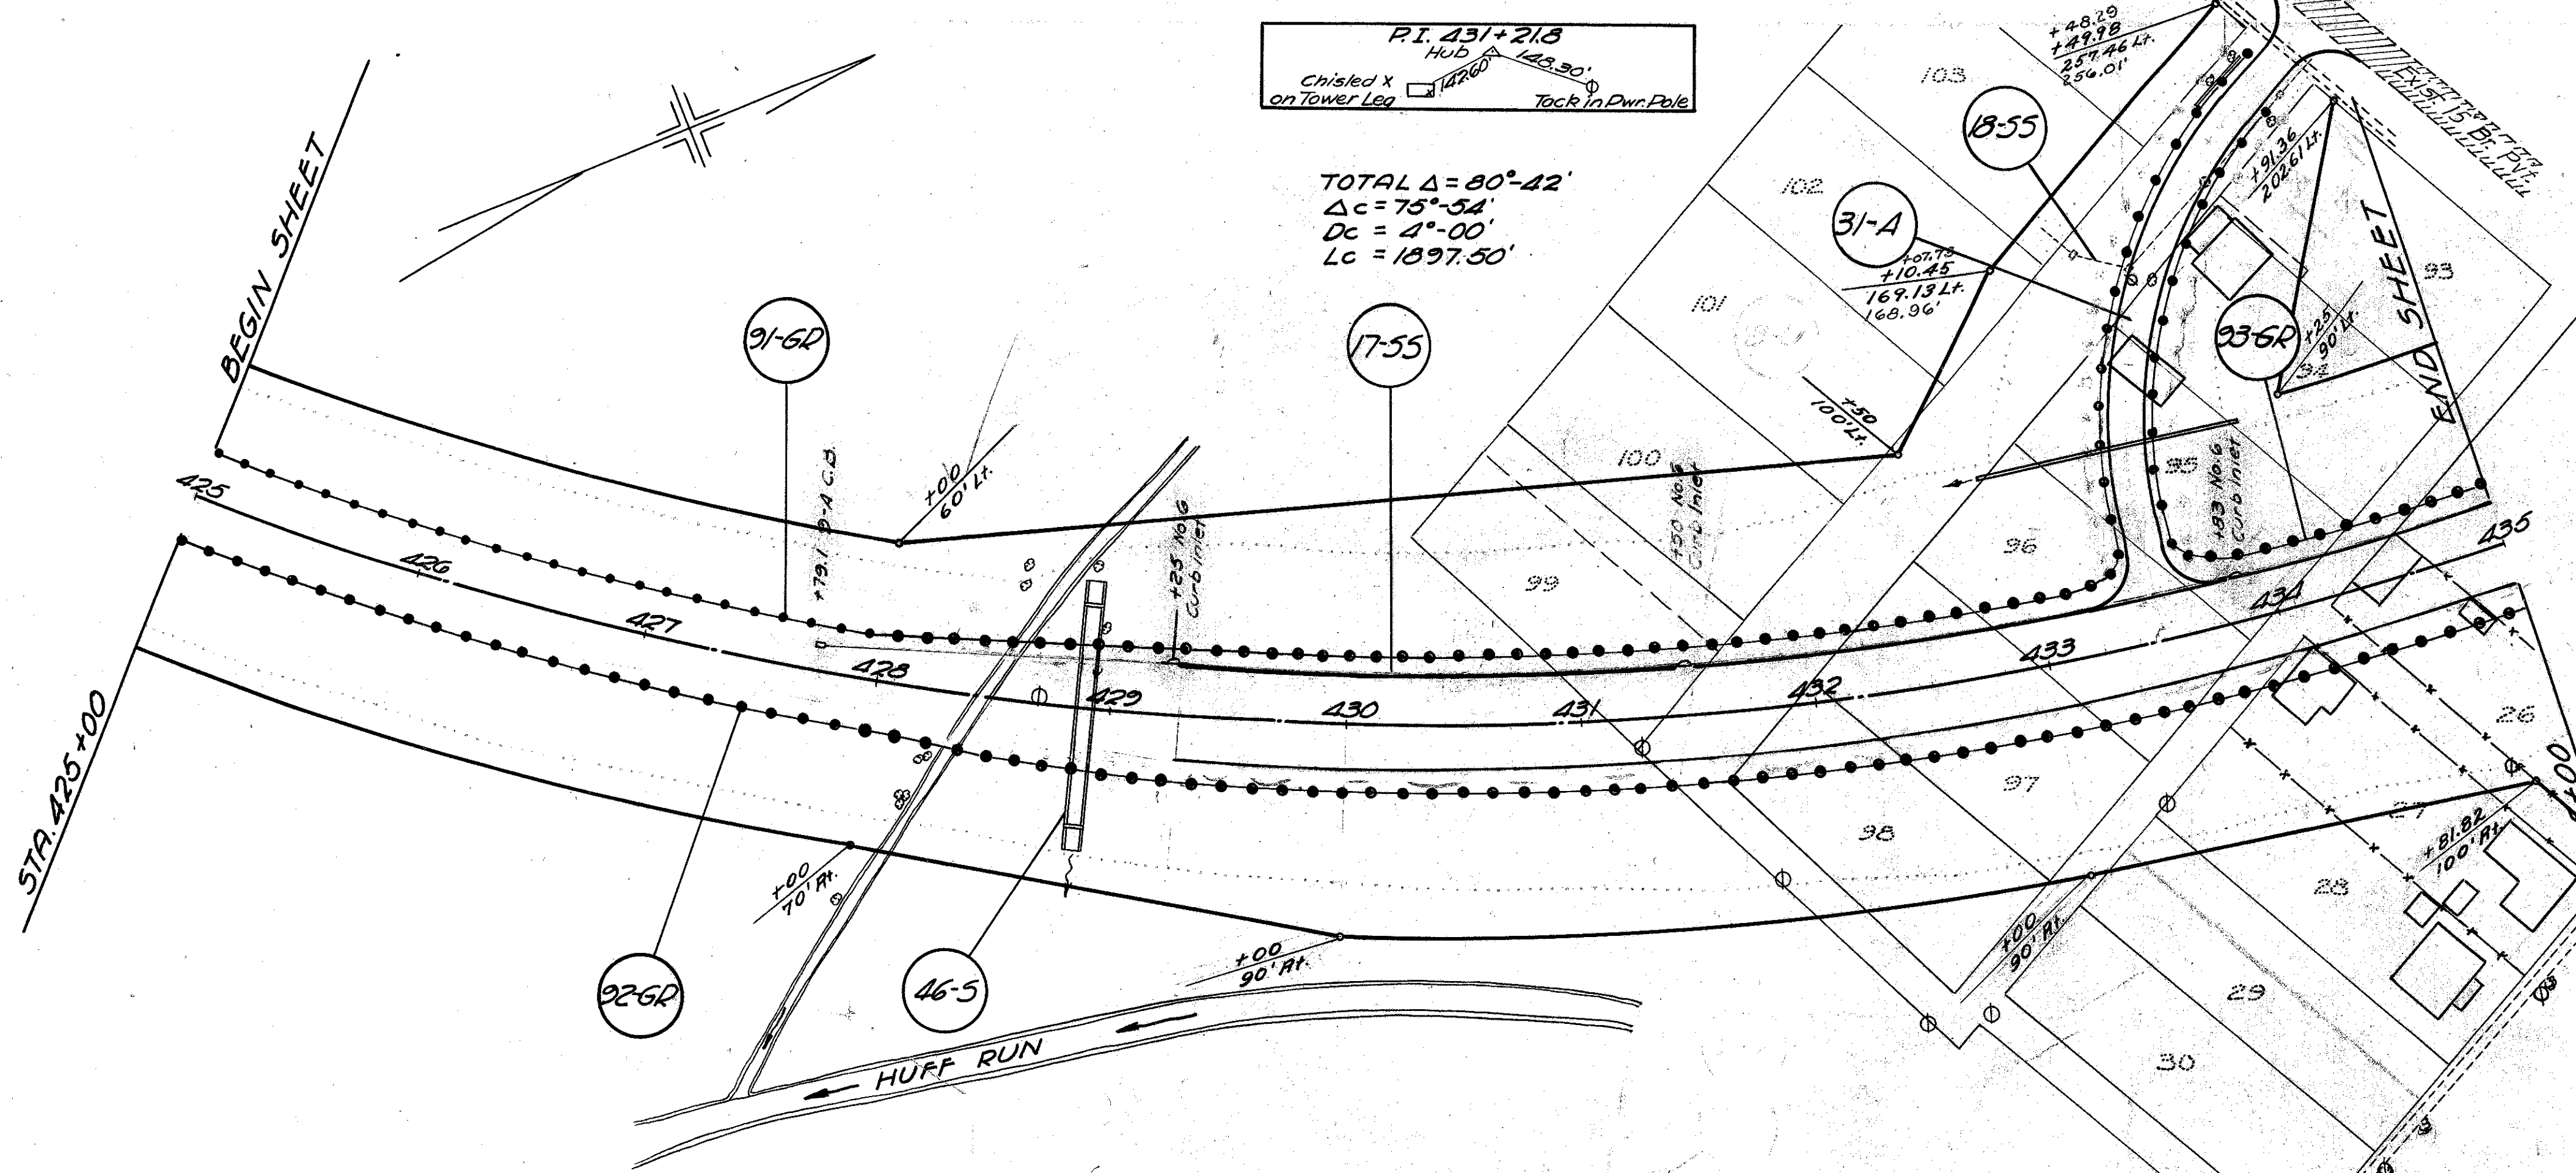 P.I. 431+21.8
Hub
142.60'
148.30'
Chisled X
on Tower Leg
Tack in Pwr. Pole
TOTAL Δ = 80°-42'
Δc = 75°-54'
Dc = 4°-00'
Lc = 1897.50'
BEGIN SHEET
STA. 425+00
91-GR
17-SS
31-A
18-SS
93-GR
92-GR
46-S
+48.29
+49.98
257.46 Lt.
256.01'
Exist. 15' Br. Pvt.
+91.36
202.61 Lt.
+07.75
+10.45
169.13 Lt.
168.96'
+25
90' Lt.
END SHEET
+50
100' Lt.
+00
60' Lt.
+25 No. 6
Curb Inlet
+50 No. 6
Curb Inlet
+83 No. 6
Curb Inlet
103
102
101
100
99
98
97
96
95
94
93
26
27
28
29
30
425
426
427
428
429
430
431
432
433
434
435
+00
70' Rt.
+00
90' Rt.
+00
90' Rt.
+81.82
100' Rt.
+00
HUFF RUN